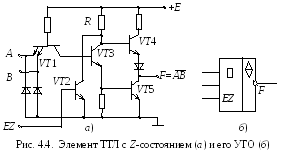 R
+E
VT4
A
VT1
VT3
B
VT2
F=AB̅
VT5
EZ
EZ
F
а)
б)
Рис. 4.4. Элемент ТТЛ с Z-состоянием (а) и его УГО (б)